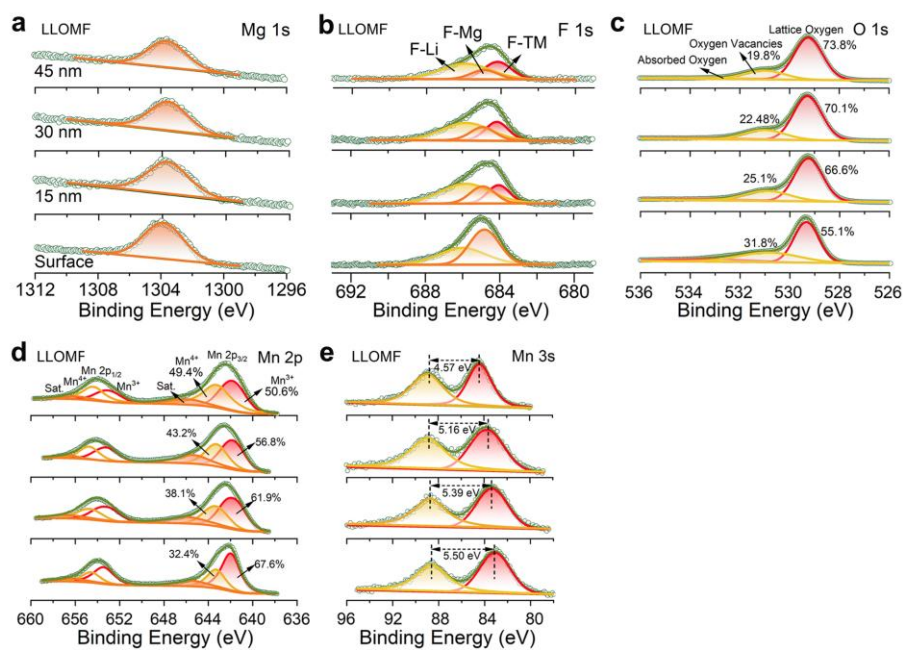 a
Mg 1s
LLOMF
45 nm
30 nm
15 nm
Surface
1312 1308 1304 1300 1296
Binding Energy (eV)
b
F 1s
LLOMF
F-Mg
F-Li
F-TM
692 688 684 680
Binding Energy (eV)
c
O 1s
LLOMF
Lattice Oxygen
73.8%
Oxygen Vacancies
19.8%
Absorbed Oxygen
70.1%
22.48%
66.6%
25.1%
55.1%
31.8%
536 534 532 530 528 526
Binding Energy (eV)
d
Mn 2p
LLOMF
Mn⁴⁺
Mn 2p₃/₂
49.4%
Mn 2p₁/₂
Mn⁴⁺
Sat.
Mn³⁺
Sat.
Mn³⁺
50.6%
43.2%
56.8%
38.1%
61.9%
32.4%
67.6%
660 656 652 648 644 640 636
Binding Energy (eV)
e
Mn 3s
LLOMF
4.57 eV
5.16 eV
5.39 eV
5.50 eV
96 92 88 84 80
Binding Energy (eV)